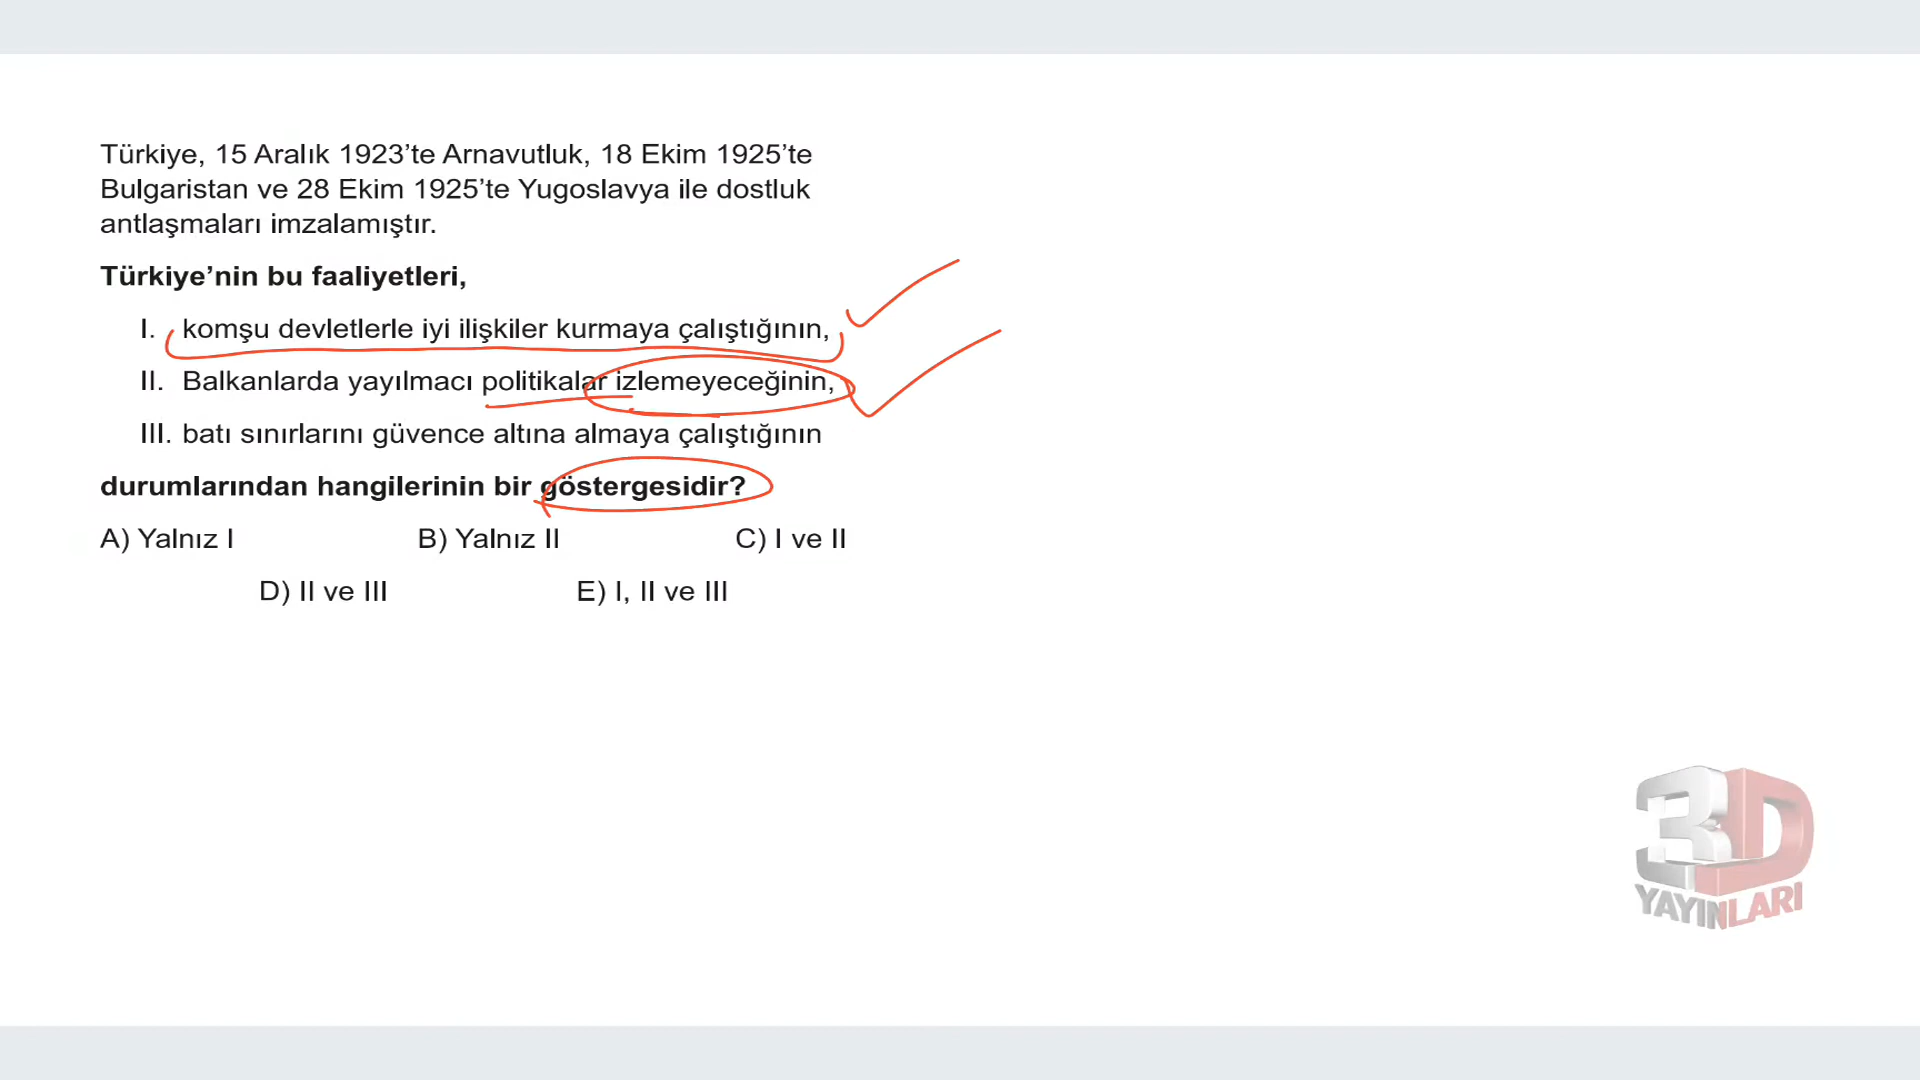 Türkiye, 15 Aralık 1923’te Arnavutluk, 18 Ekim 1925’te
Bulgaristan ve 28 Ekim 1925’te Yugoslavya ile dostluk
antlaşmaları imzalamıştır.
Türkiye’nin bu faaliyetleri,
I. komşu devletlerle iyi ilişkiler kurmaya çalıştığının,
II. Balkanlarda yayılmacı politikalar izlemeyeceğinin,
III. batı sınırlarını güvence altına almaya çalıştığının
durumlarından hangilerinin bir göstergesidir?
A) Yalnız I B) Yalnız II C) I ve II
D) II ve III E) I, II ve III
3D
YAYINLARI